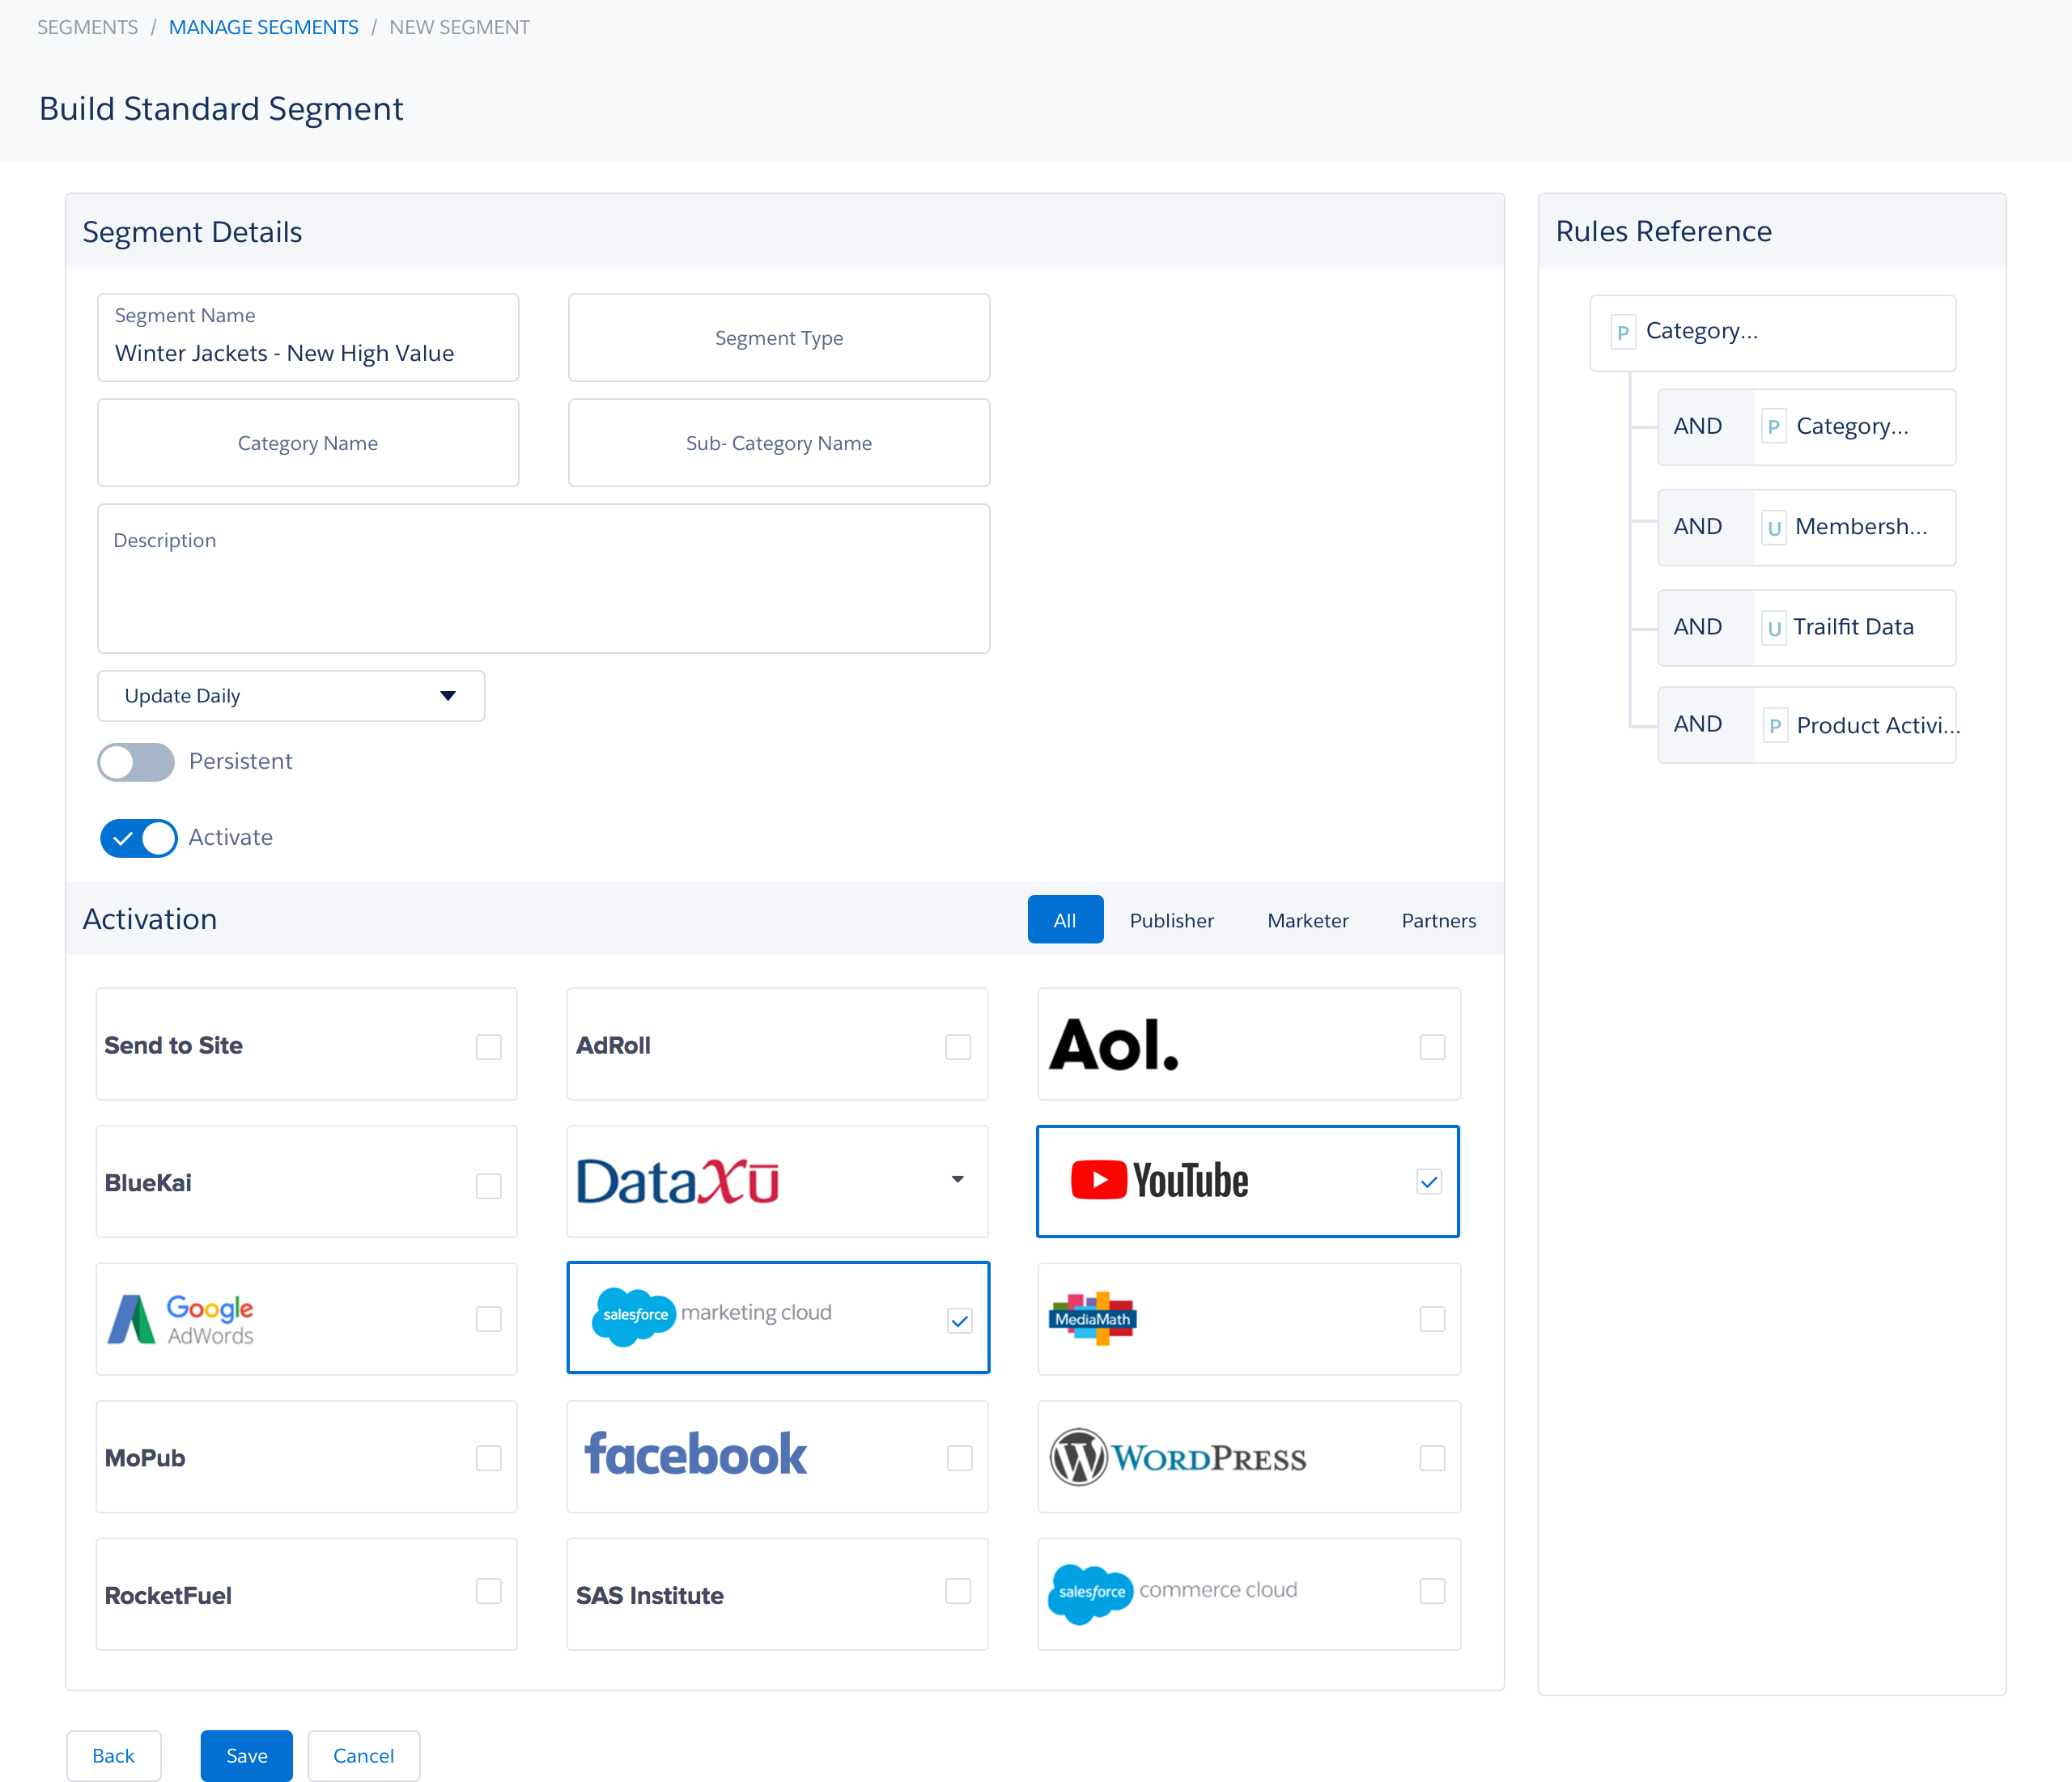 SEGMENTS / MANAGE SEGMENTS / NEW SEGMENT
Build Standard Segment
Segment Details
Segment Name
Winter Jackets - New High Value
Segment Type
Category Name
Sub- Category Name
Description
Update Daily
Persistent
Activate
Activation
All Publisher Marketer Partners
Send to Site
AdRoll
Aol.
BlueKai
DataXū
YouTube
Google
AdWords
salesforce marketing cloud
MediaMath
MoPub
facebook
WORDPRESS
RocketFuel
SAS Institute
salesforce commerce cloud
Rules Reference
P Category...
AND P Category...
AND U Membersh...
AND U Trailfit Data
AND P Product Activi...
Back Save Cancel